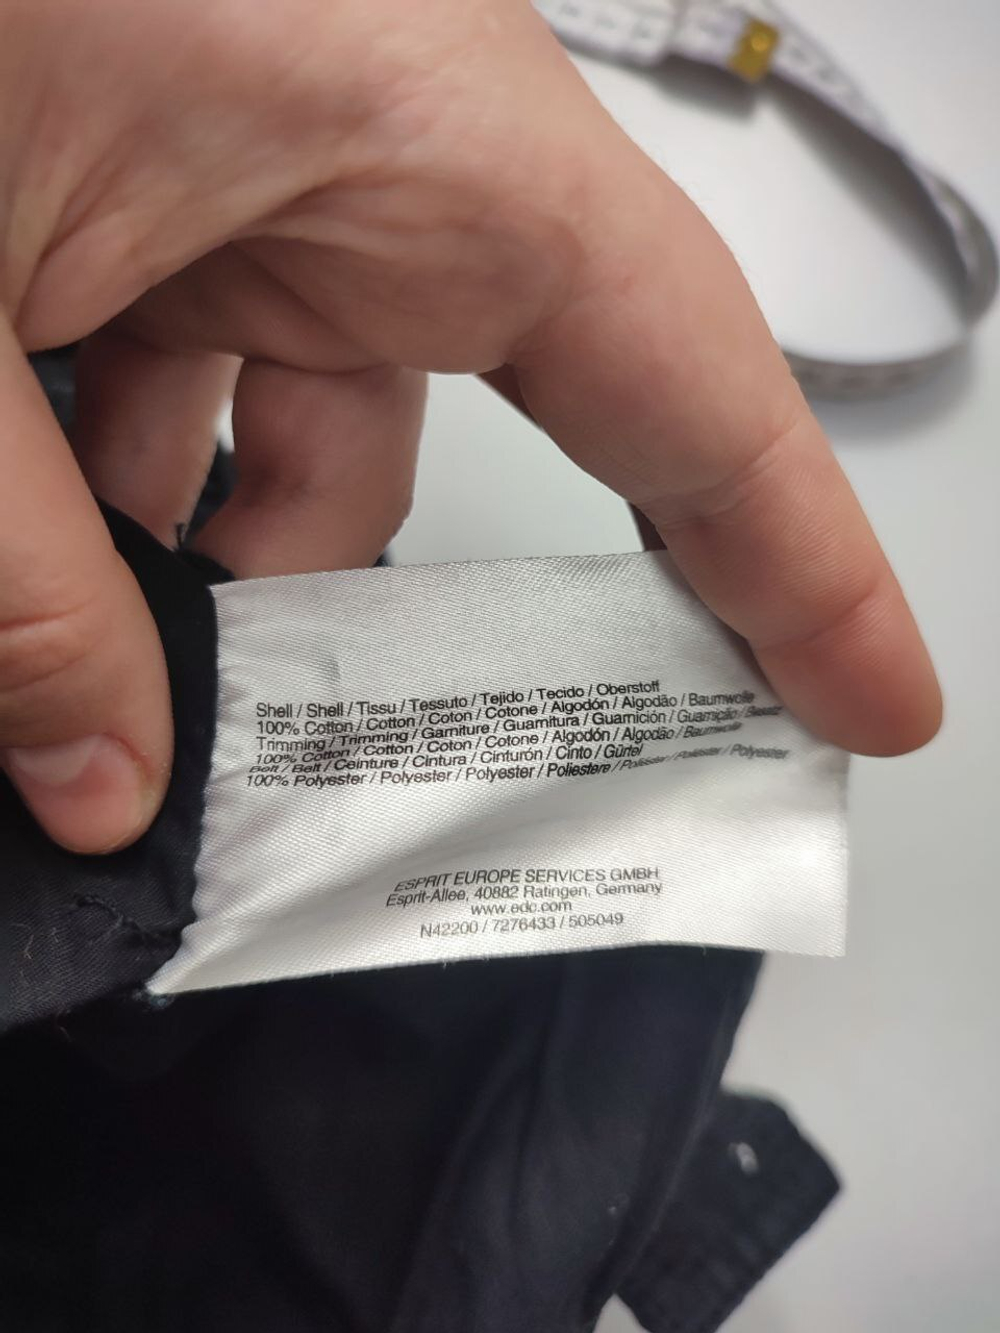 Shell / Shell / Tissu / Tessuto / Tejido / Tecido / Oberstoff
100% Cotton / Cotton / Coton / Cotone / Algodón / Algodão / Baumwolle
Trimming / Trimming / Garniture / Guarnitura / Guarnición / Guarnição / Besatz
100% Cotton / Cotton / Coton / Cotone / Algodón / Algodão / Baumwolle
Belt / Belt / Ceinture / Cintura / Cinturón / Cinto / Gürtel
100% Polyester / Polyester / Polyester / Poliestere / Poliéster / Poliéster / Polyester
ESPRIT EUROPE SERVICES GMBH
Esprit-Allee, 40882 Ratingen, Germany
www.edc.com
N42200 / 7276433 / 505049